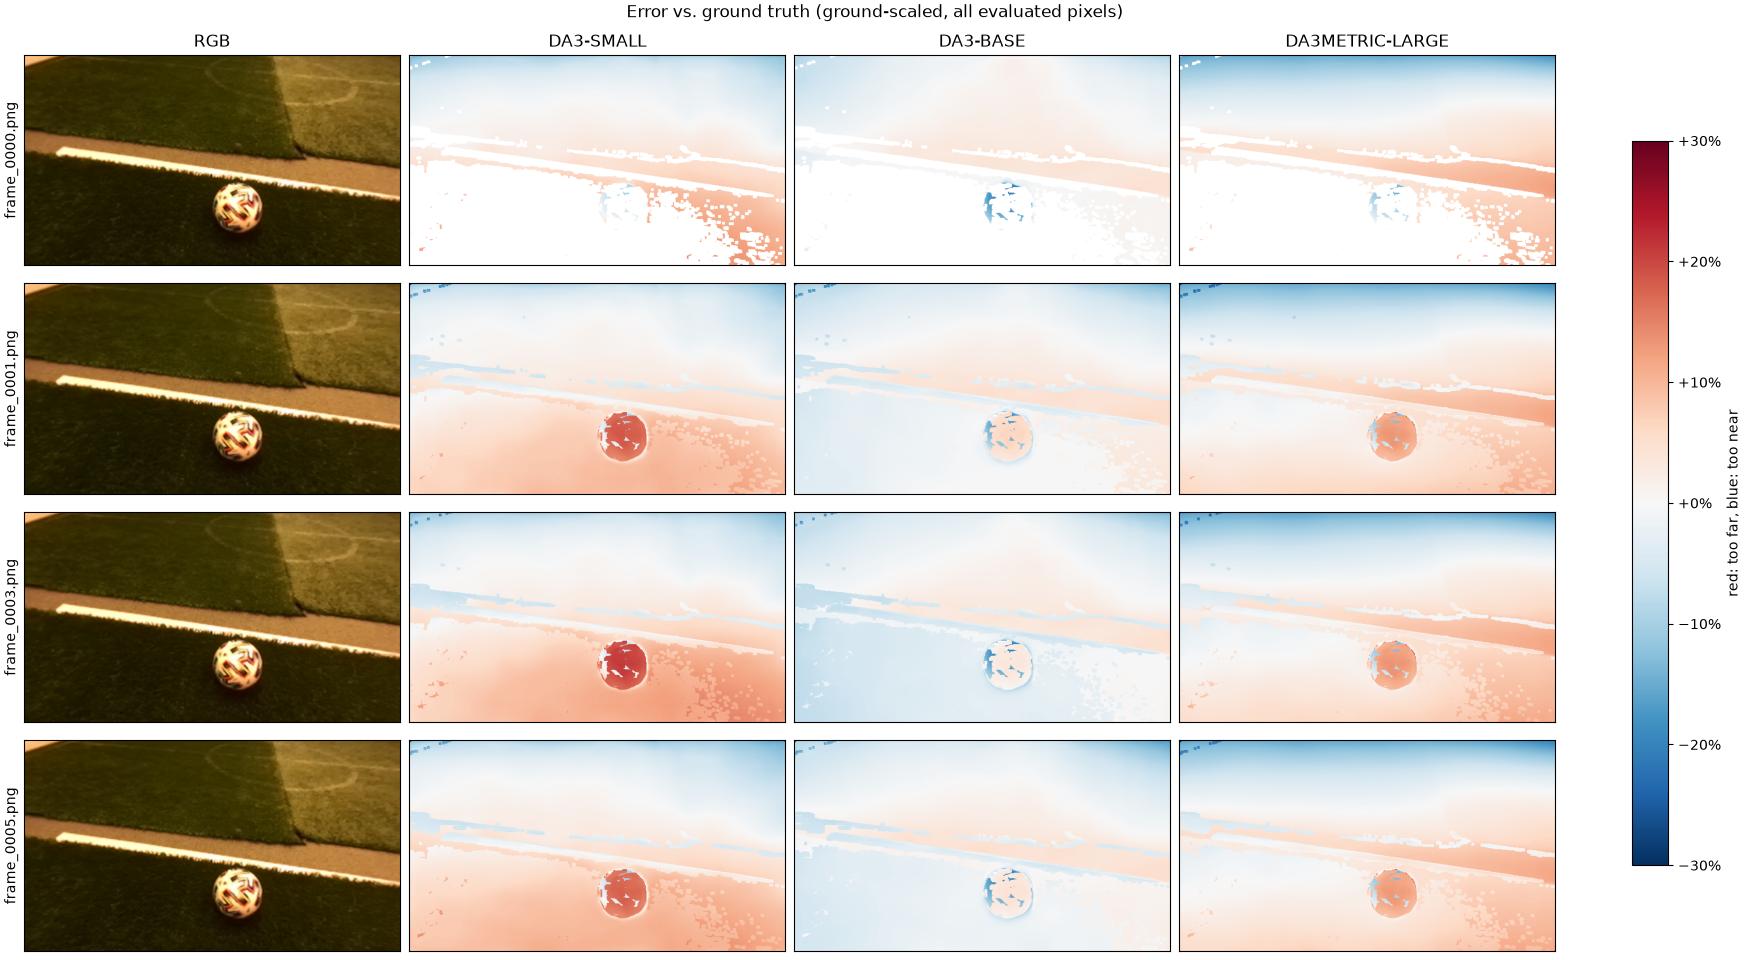 Error vs. ground truth (ground-scaled, all evaluated pixels)
RGB
DA3-SMALL
DA3-BASE
DA3METRIC-LARGE
frame_0000.png
frame_0001.png
frame_0003.png
frame_0005.png
+30%
+20%
+10%
+0%
−10%
−20%
−30%
red: too far, blue: too near